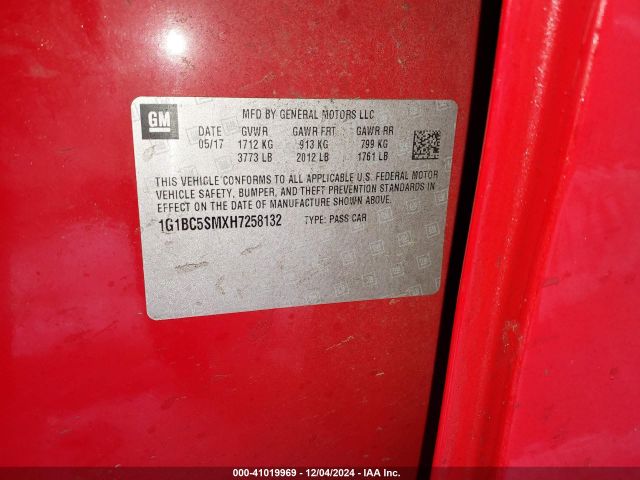 GM
MFD BY GENERAL MOTORS LLC
DATE GVWR GAWR FRT GAWR RR
05/17 1712 KG 913 KG 799 KG
3773 LB 2012 LB 1761 LB
THIS VEHICLE CONFORMS TO ALL APPLICABLE U.S. FEDERAL MOTOR
VEHICLE SAFETY, BUMPER, AND THEFT PREVENTION STANDARDS IN
EFFECT ON THE DATE OF MANUFACTURE SHOWN ABOVE.
1G1BC5SMXH7258132 TYPE: PASS CAR
000-41019969 - 12/04/2024 - IAA Inc.